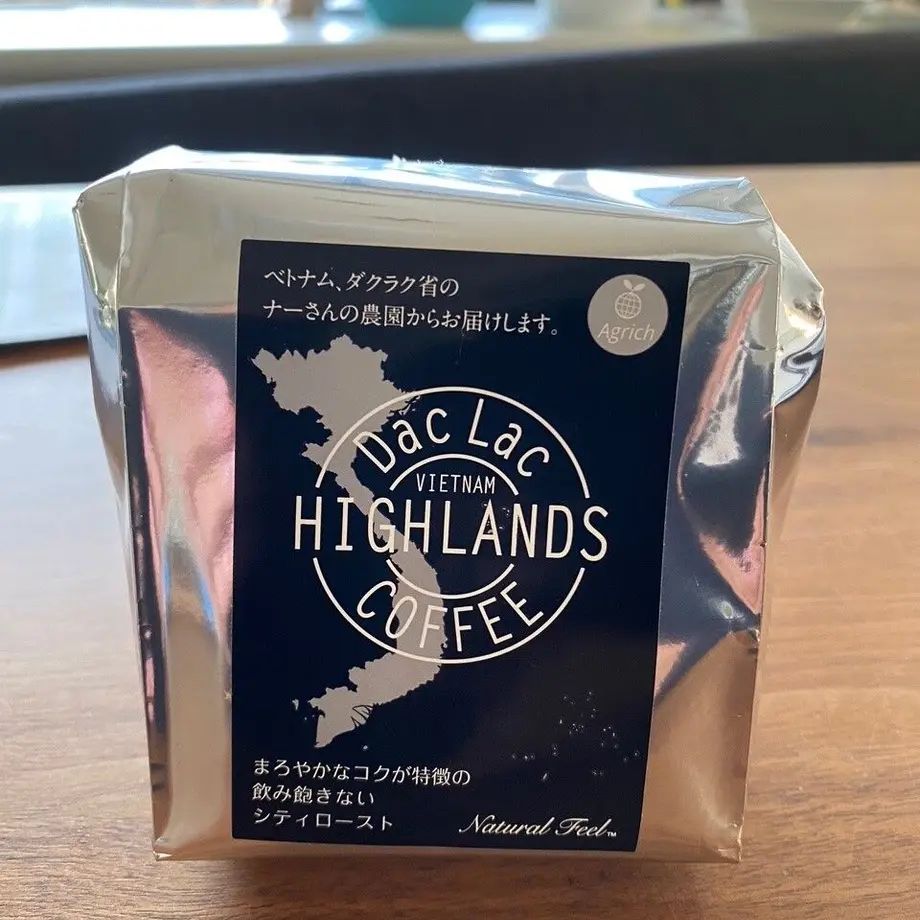 ベトナム、ダクラク省の
ナーさんの農園からお届けします。
Agrich
Dac Lac
VIETNAM
HIGHLANDS
COFFEE
まろやかなコクが特徴の
飲み飽きない
シティロースト
Natural Feel™